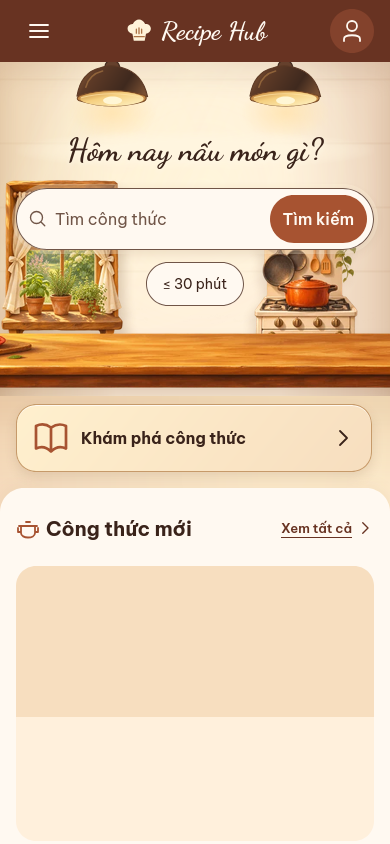 Recipe Hub
Hôm nay nấu món gì?
Tìm công thức
Tìm kiếm
≤ 30 phút
Khám phá công thức
Công thức mới
Xem tất cả